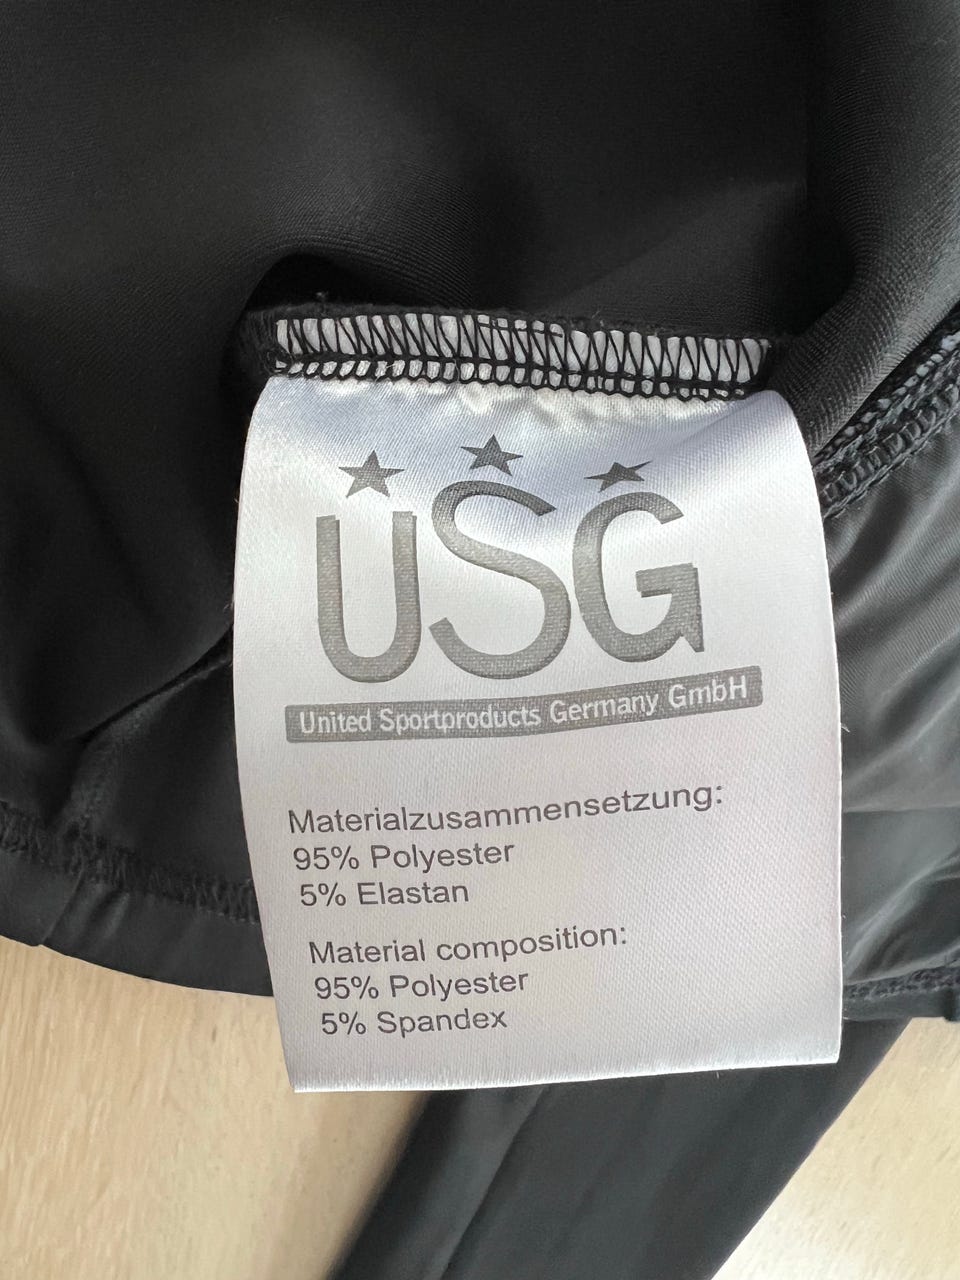 USG
United Sportproducts Germany GmbH
Materialzusammensetzung:
95% Polyester
5% Elastan
Material composition:
95% Polyester
5% Spandex